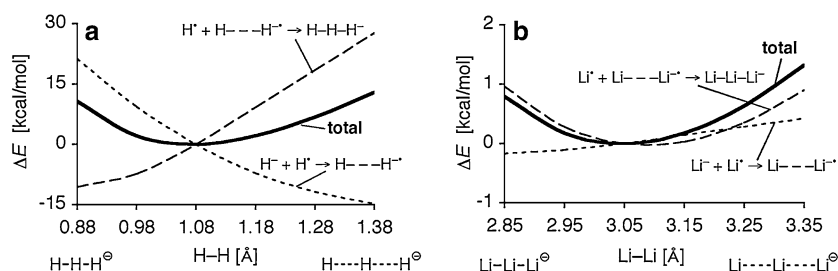 a
ΔE [kcal/mol]
30
15
0
-15
0.88 0.98 1.08 1.18 1.28 1.38
H–H [Å]
H• + H– – –H–• → H-H-H–
total
H– + H• → H– – –H–•
H-H-H⊖
H----H----H⊖
b
ΔE [kcal/mol]
2
1
0
-1
2.85 2.95 3.05 3.15 3.25 3.35
Li–Li [Å]
total
Li• + Li– – –Li–• → Li-Li-Li–
Li– + Li• → Li– – –Li–•
Li-Li-Li⊖
Li----Li----Li⊖